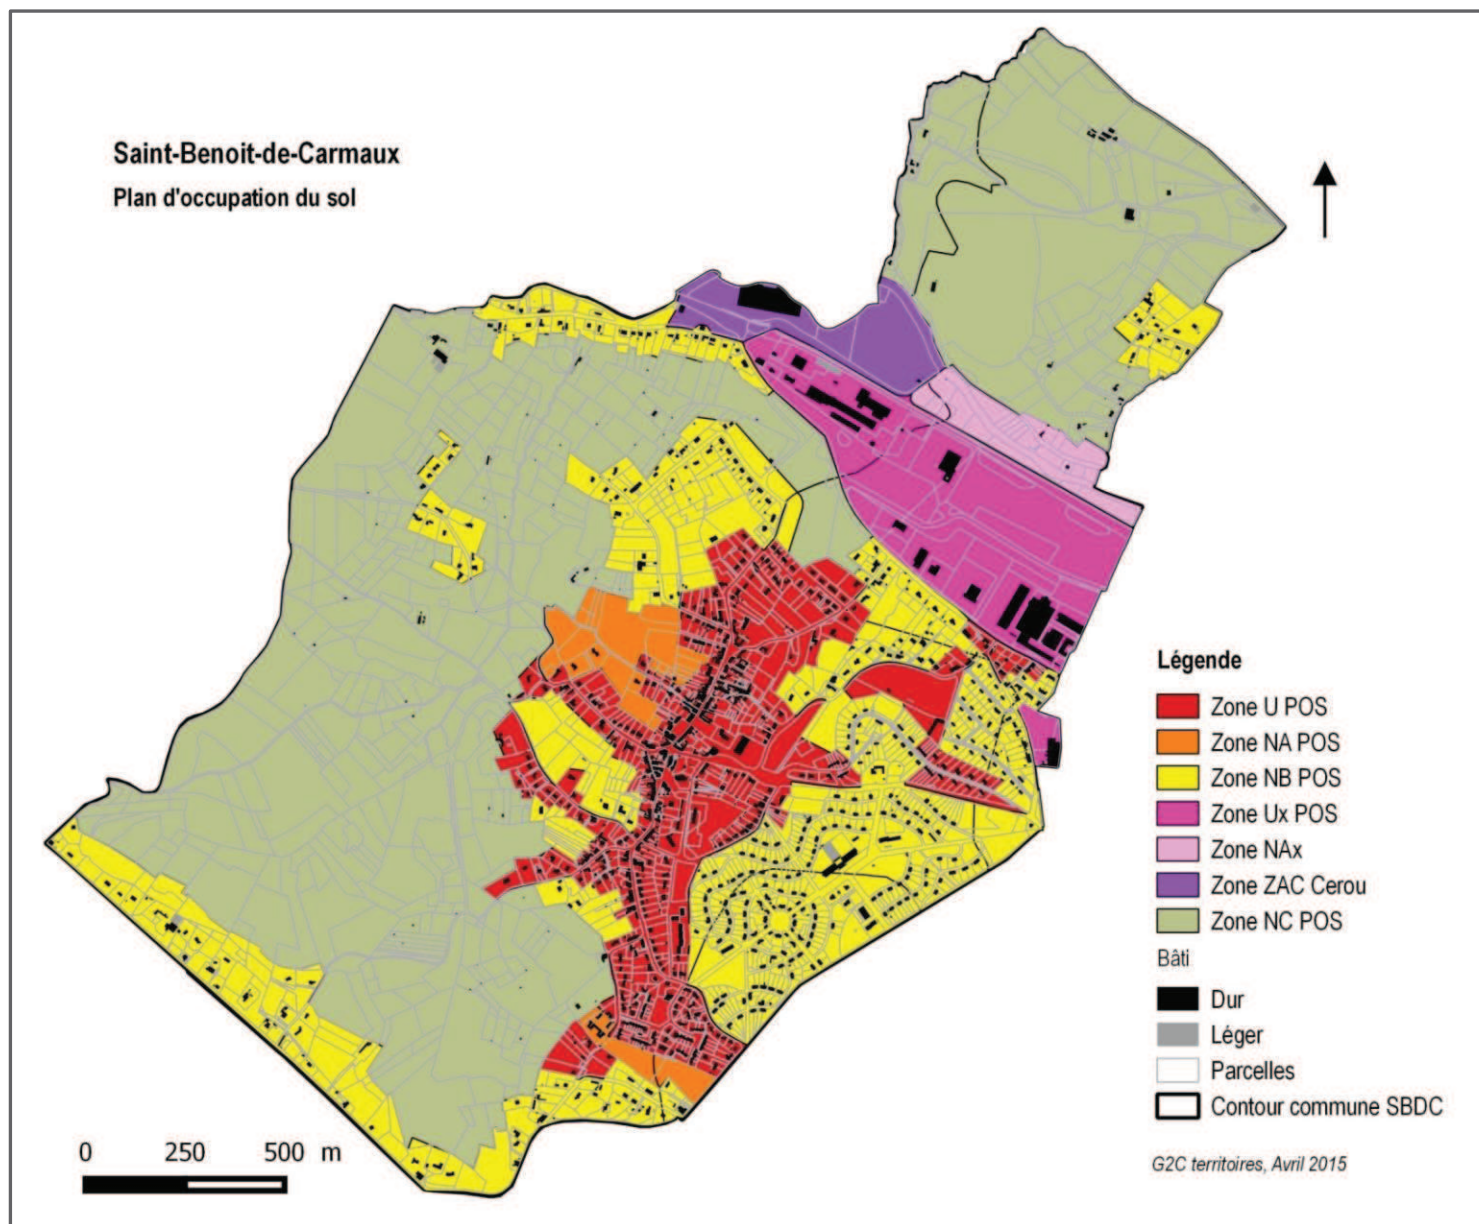 Saint-Benoit-de-Carmaux
Plan d'occupation du sol
Légende
Zone U POS
Zone NA POS
Zone NB POS
Zone Ux POS
Zone NAx
Zone ZAC Cerou
Zone NC POS
Bâti
Dur
Léger
Parcelles
Contour commune SBDC
G2C territoires, Avril 2015
0 250 500 m